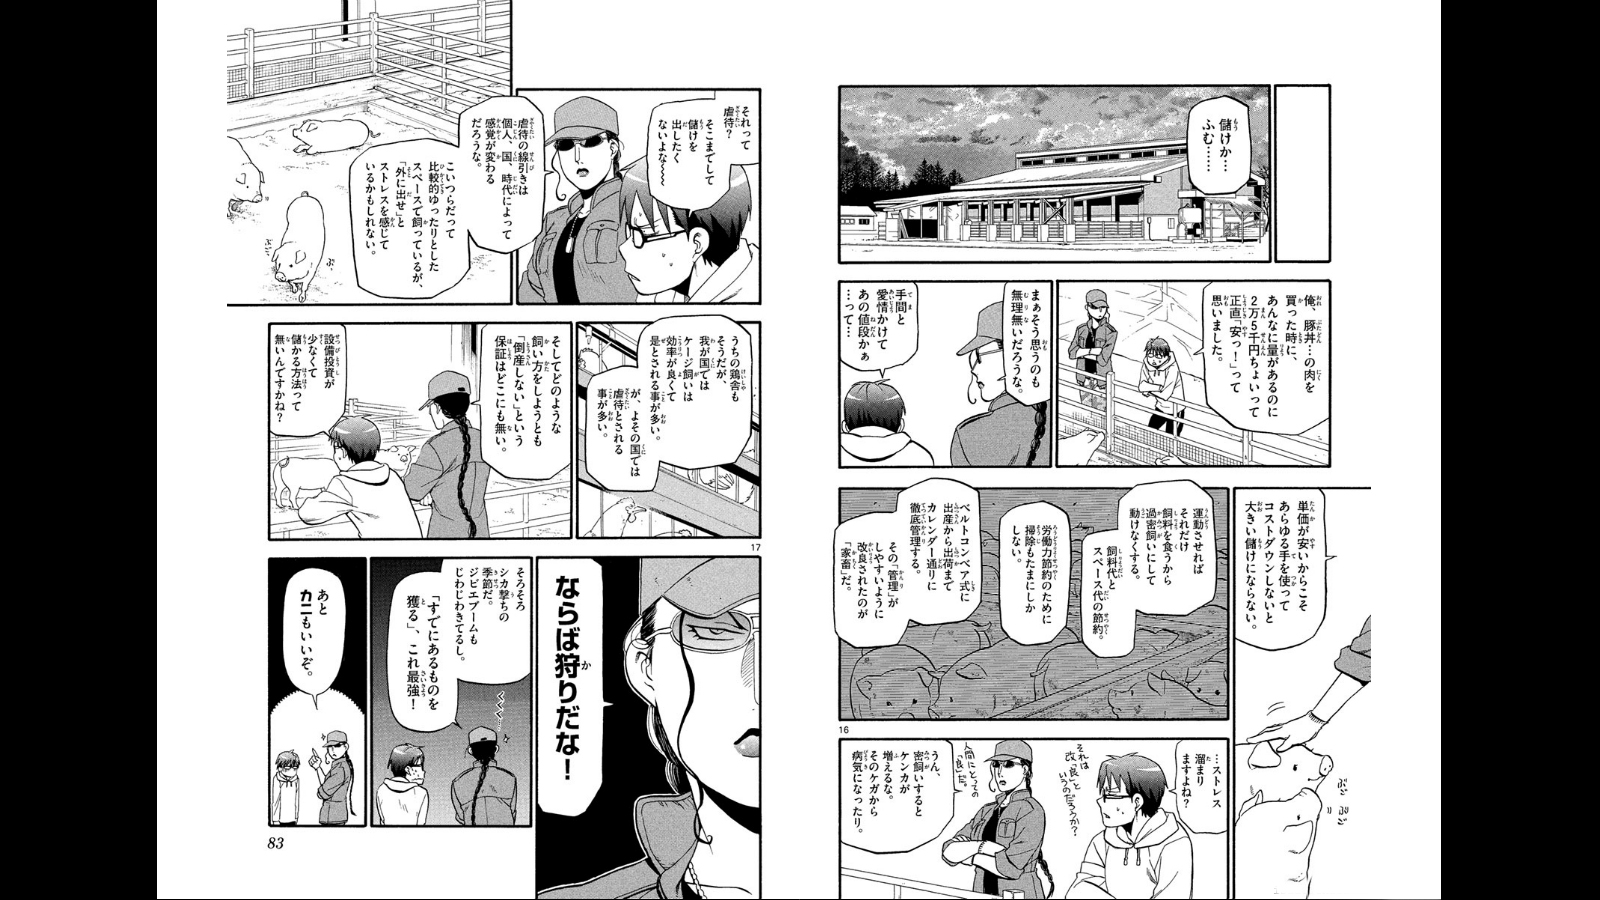 儲けか…
ふむ……
俺、豚丼…の肉を
買った時に、
あんなに量があるのに
2万5千円ちょいって
正直「安っ!」って
思いました。
まぁそう思うのも
無理無いだろうな。
手間と
愛情かけて
あの値段かぁ
…って…
単価が安いからこそ
あらゆる手を使って
コストダウンしないと
大きい儲けにならない。
運動させれば
それだけ
飼料を食うから
過密飼いにして
動けなくする。
飼料代と
スペース代の節約。
労働力節約のために
掃除もたまにしか
しない。
ベルトコンベア式に
出産から出荷まで
カレンダー通りに
徹底管理する。
その「管理」が
しやすいように
改良されたのが
「家畜」だ。
16
ぷご
ぷご
ぷご
…ストレス
溜まり
ますよね?
それは
改「良」と
いうのだろうか?
人間にとっての
「良」だ。
うん、
密飼いすると
ケンカが
増えるな。
そのケガから
病気になったり。
それって
虐待?
そこまでして
儲けを
出したく
ないよな〜〜
虐待の線引きは
個人、国、時代によって
感覚が変わる
だろうな。
こいつらだって
比較的ゆったりとした
スペースで飼っているが、
「外に出せ」と
ストレスを感じて
いるかもしれない。
ぷ
ぷご
うちの鶏舎も
そうだが、
我が国では
ケージ飼いは
効率が良くて
是とされる事が多い。
が、よその国では
虐待とされる
事が多い。
そしてどのような
飼い方をしようとも
「倒産しない」という
保証はどこにも無い。
設備投資が
少なくて
儲かる方法って
無いんですかね?
17
ならば狩りだな!
そろそろ
シカ撃ちの
季節だ。
ジビエブームも
じわじわきてるし。
「すでにあるものを
獲る」、これ最強!
くくく…
あと
カニもいいぞ。
83